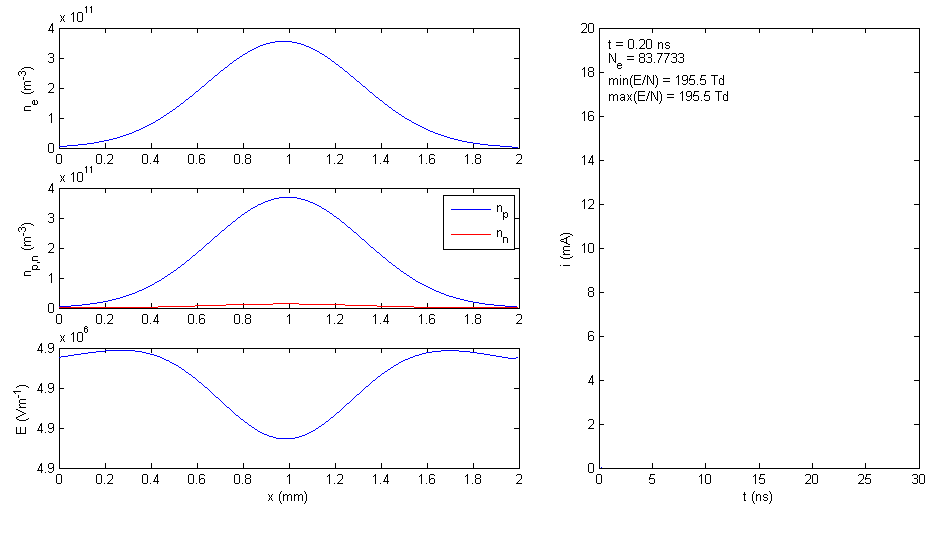 x 10^11
4
3
2
1
0
n_e (m^-3)
0 0.2 0.4 0.6 0.8 1 1.2 1.4 1.6 1.8 2
x 10^11
4
3
2
1
0
n_p,n (m^-3)
n_p
n_n
0 0.2 0.4 0.6 0.8 1 1.2 1.4 1.6 1.8 2
x 10^6
4.9
4.9
4.9
4.9
E (Vm^-1)
0 0.2 0.4 0.6 0.8 1 1.2 1.4 1.6 1.8 2
x (mm)
20
18
16
14
12
10
8
6
4
2
0
i (mA)
t = 0.20 ns
N_e = 83.7733
min(E/N) = 195.5 Td
max(E/N) = 195.5 Td
0 5 10 15 20 25 30
t (ns)